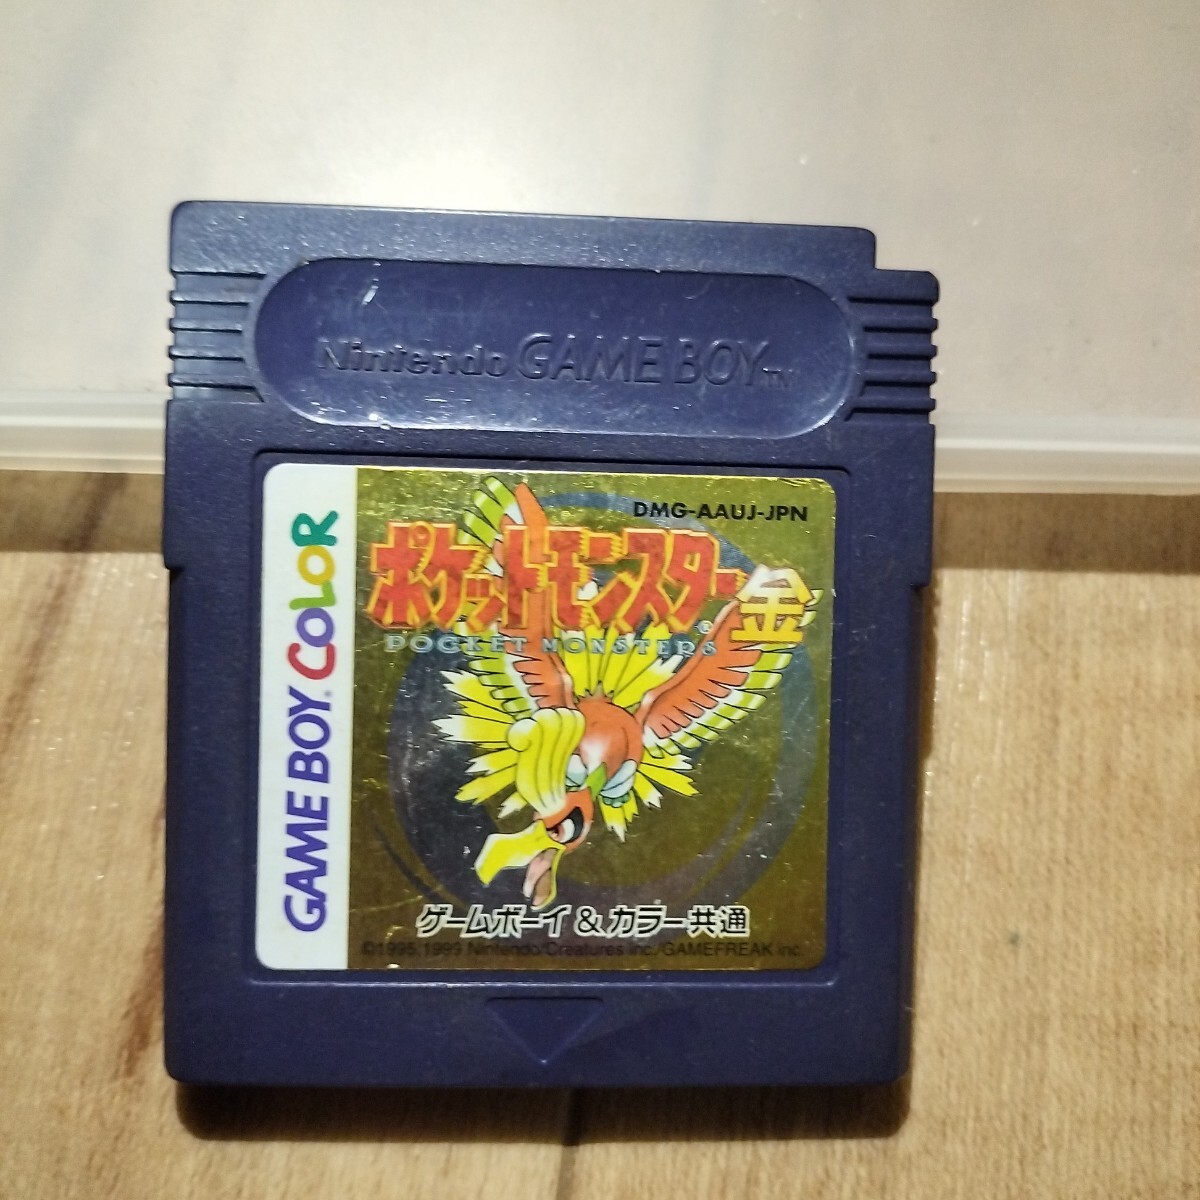 Nintendo GAME BOY™
GAME BOY COLOR
DMG-AAUJ-JPN
ポケットモンスター®金
POCKET MONSTERS
ゲームボーイ&カラー共通
©1995,1999 Nintendo/Creatures inc./GAMEFREAK inc.